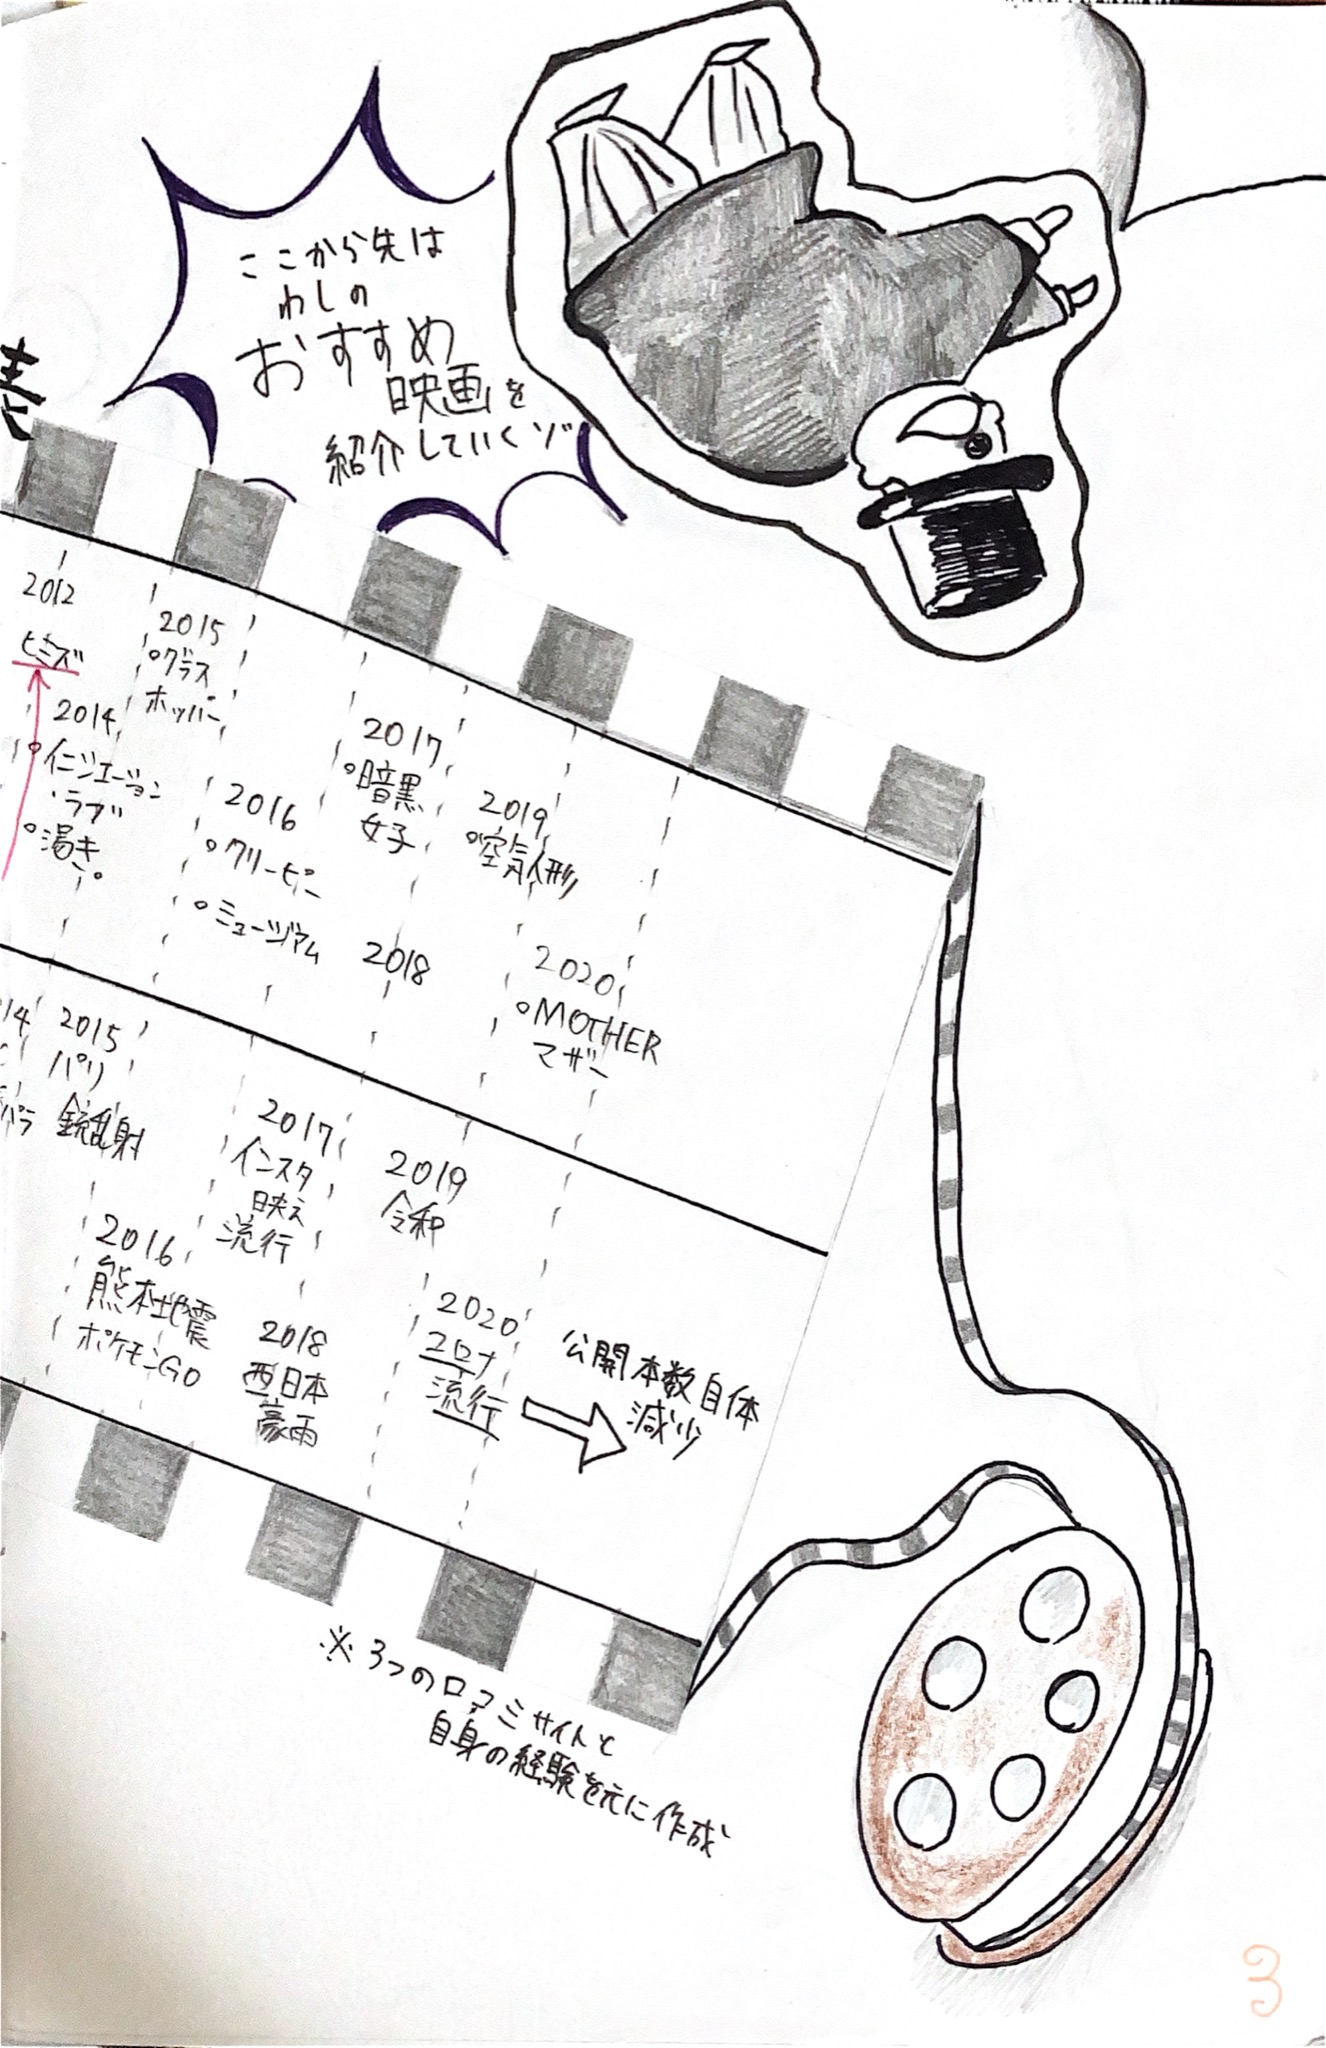 ここから先は
わしの
おすすめ
映画を
紹介していくゾ
表
2012
ヒミズ
2014
イニシエーション
ラブ
渇き。
2015
グラス
ホッパー
2016
クリーピー
ミュージアム
2017
暗黒
女子
2018
2019
空気人形
2020
MOTHER
マザー
14
パラ
2015
パリ
銃乱射
2016
熊本地震
ポケモンGO
2017
インスタ
映え
流行
2018
西日本
豪雨
2019
令和
2020
コロナ
流行
公開本数自体
減少
※3つの口コミサイトと
自身の経験を元に作成
3